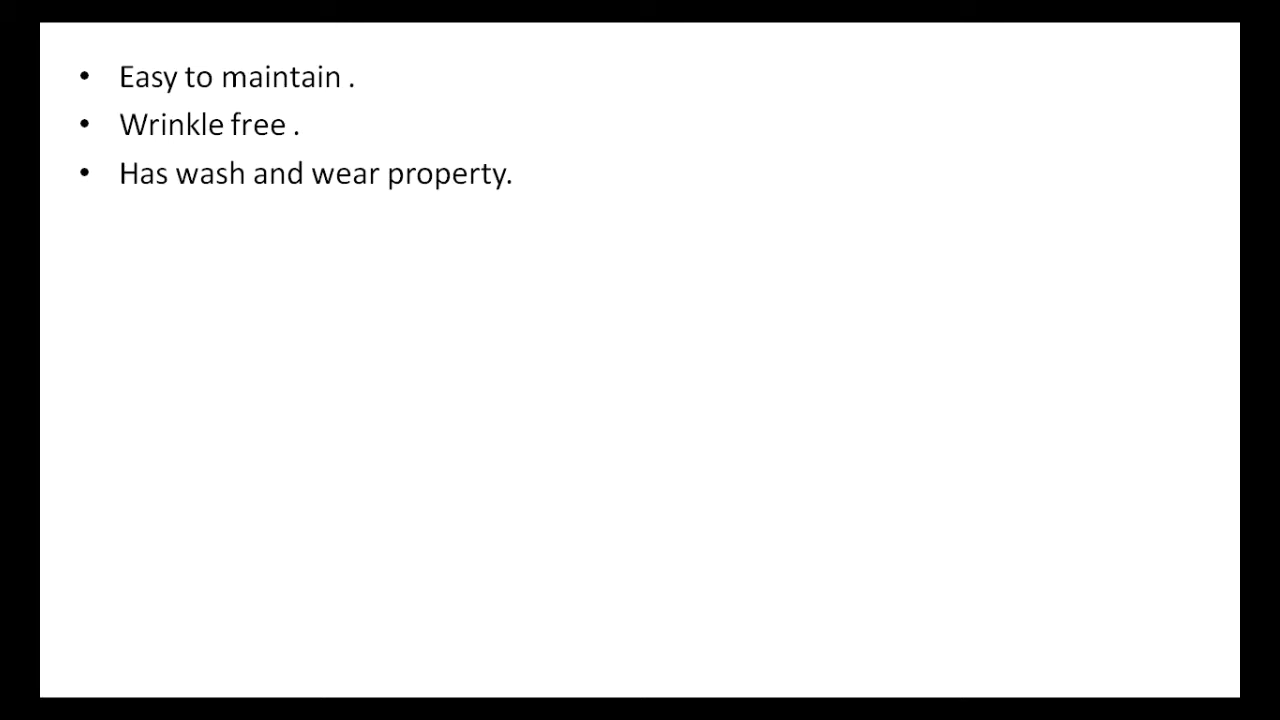 • Easy to maintain .
• Wrinkle free .
• Has wash and wear property.